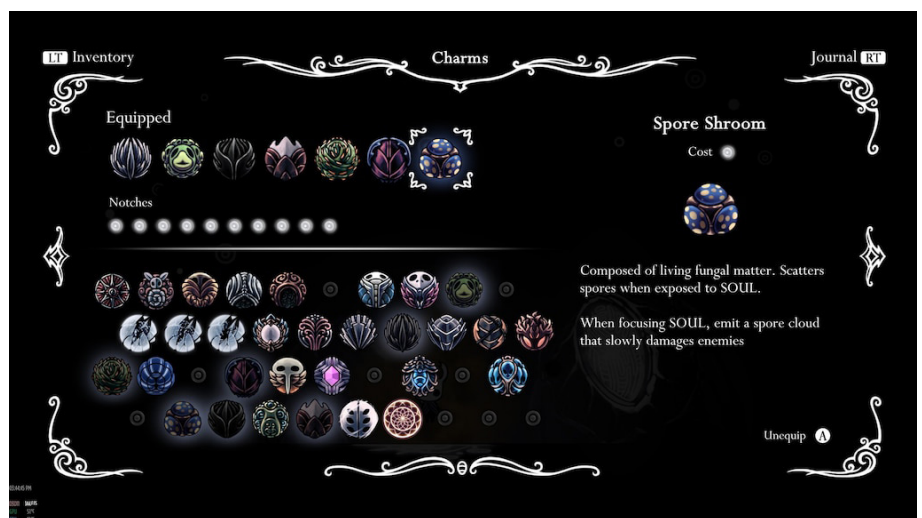 LT Inventory
Charms
Journal RT
Equipped
Notches
Spore Shroom
Cost
Composed of living fungal matter. Scatters
spores when exposed to SOUL.
When focusing SOUL, emit a spore cloud
that slowly damages enemies
Unequip A